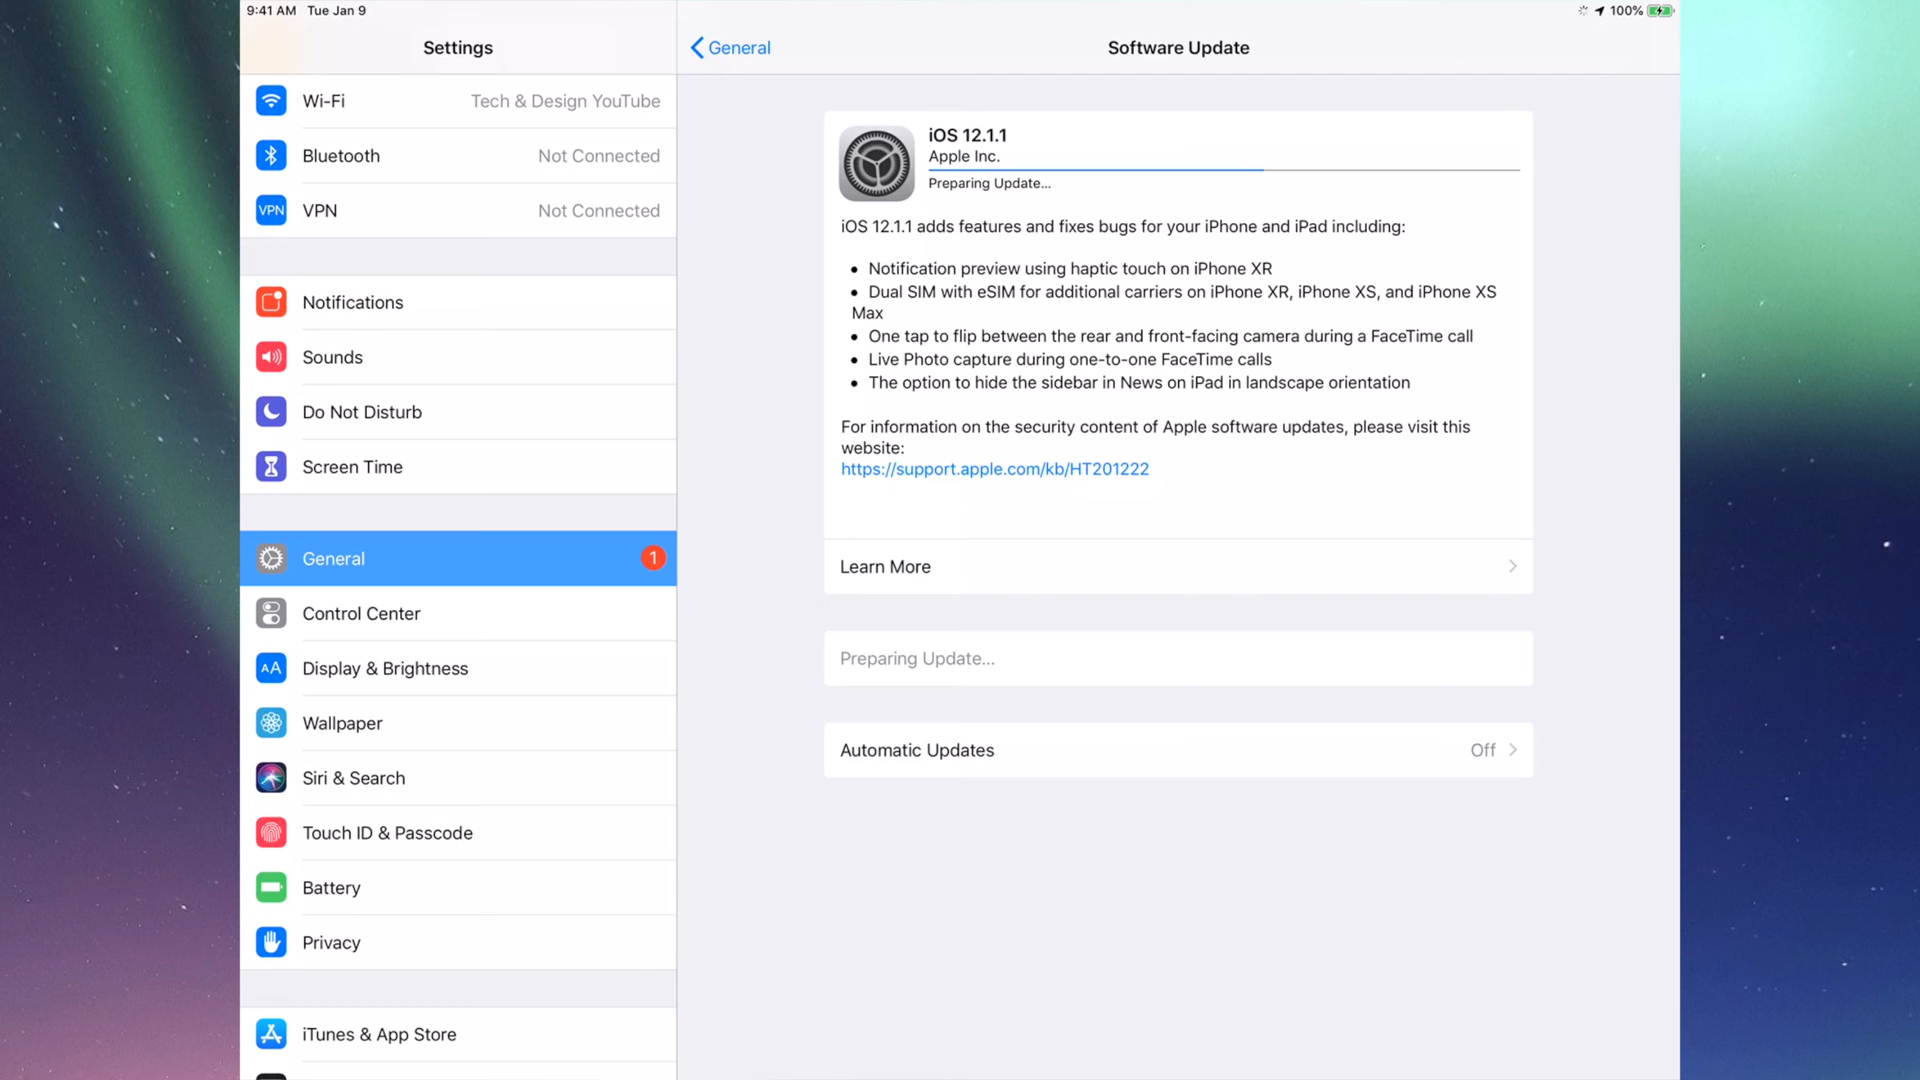 9:41 AM Tue Jan 9
100%
Settings
Wi-Fi Tech & Design YouTube
Bluetooth Not Connected
VPN VPN Not Connected
Notifications
Sounds
Do Not Disturb
Screen Time
General 1
Control Center
AA Display & Brightness
Wallpaper
Siri & Search
Touch ID & Passcode
Battery
Privacy
iTunes & App Store
General
Software Update
iOS 12.1.1
Apple Inc.
Preparing Update...
iOS 12.1.1 adds features and fixes bugs for your iPhone and iPad including:
• Notification preview using haptic touch on iPhone XR
• Dual SIM with eSIM for additional carriers on iPhone XR, iPhone XS, and iPhone XS
Max
• One tap to flip between the rear and front-facing camera during a FaceTime call
• Live Photo capture during one-to-one FaceTime calls
• The option to hide the sidebar in News on iPad in landscape orientation
For information on the security content of Apple software updates, please visit this
website:
https://support.apple.com/kb/HT201222
Learn More
Preparing Update...
Automatic Updates Off